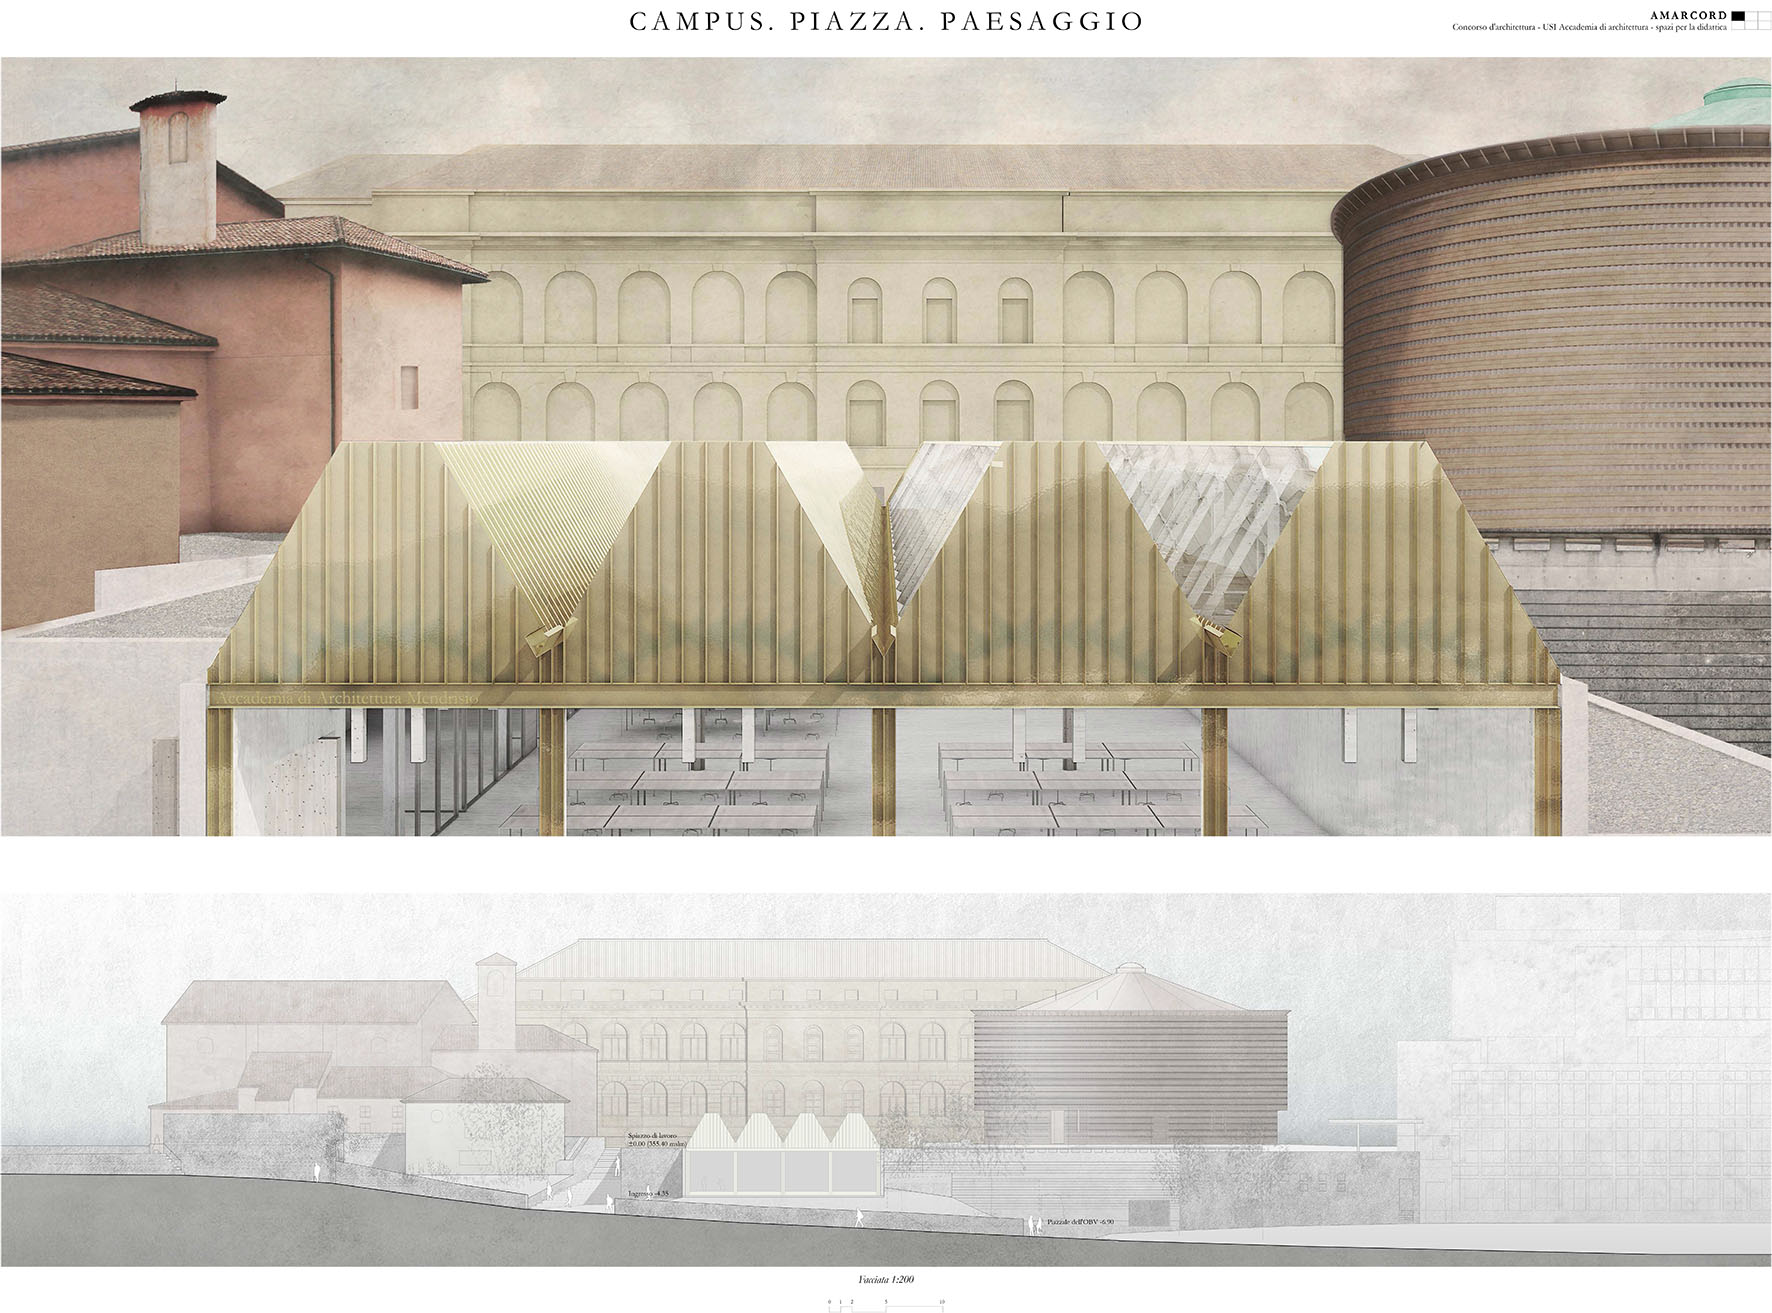 CAMPUS. PIAZZA. PAESAGGIO
AMARCORD
Concorso d'architettura - USI Accademia di architettura - spazi per la didattica
Accademia di Architettura Mendrisio
Spiazzo di lavoro
±0.00 (355.40 mslm)
Ingresso -4.35
Piazzale dell'OBV -6.90
Facciata 1:200
0 1 2 5 10